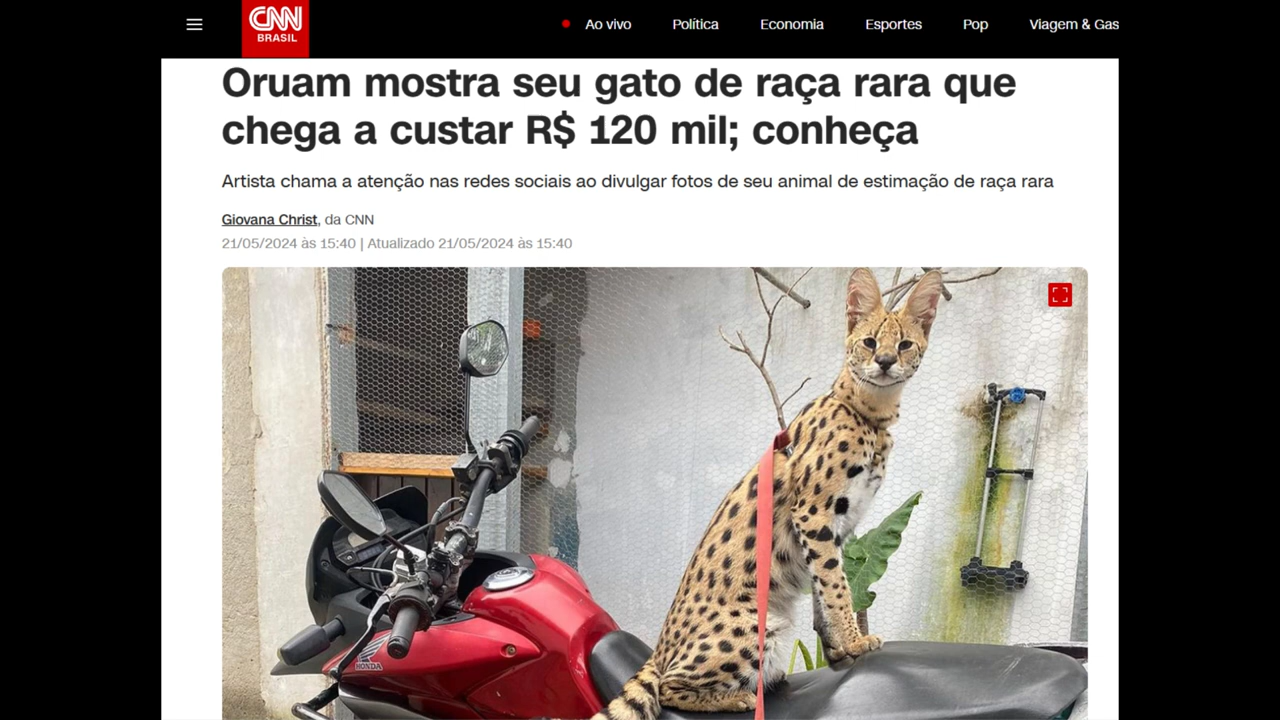 CNN
BRASIL
Ao vivo
Política
Economia
Esportes
Pop
Viagem & Gas
Oruam mostra seu gato de raça rara que
chega a custar R$ 120 mil; conheça
Artista chama a atenção nas redes sociais ao divulgar fotos de seu animal de estimação de raça rara
Giovana Christ, da CNN
21/05/2024 às 15:40 | Atualizado 21/05/2024 às 15:40
HONDA